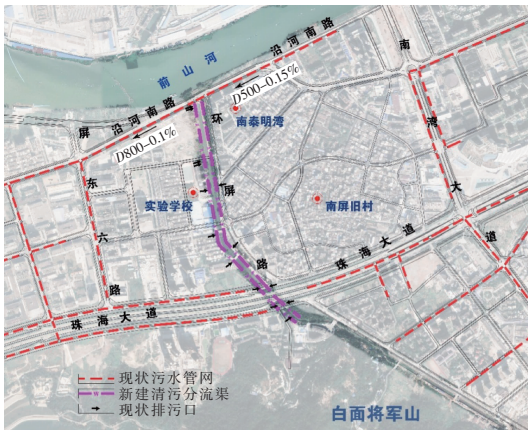 前山河
沿河南路
D500-0.15%
南湾大道
屏东六路
沿河南路
D800-0.1%
环屏路
南泰明湾
实验学校
南屏旧村
珠海大道
珠海大道
现状污水管网
W
新建清污分流渠
现状排污口
白面将军山